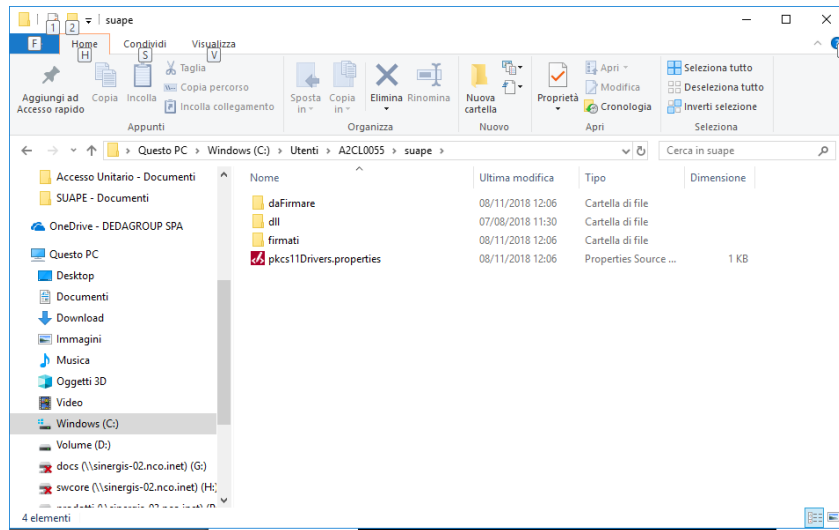 suape
1 2
F Home Condividi Visualizza
H S V
Aggiungi ad Accesso rapido
Copia
Incolla
Taglia
Copia percorso
Incolla collegamento
Appunti
Sposta in
Copia in
Elimina
Rinomina
Organizza
Nuova cartella
Nuovo
Proprietà
Apri
Modifica
Cronologia
Apri
Seleziona tutto
Deseleziona tutto
Inverti selezione
Seleziona
Questo PC > Windows (C:) > Utenti > A2CL0055 > suape >
Cerca in suape
Accesso Unitario - Documenti
SUAPE - Documenti
OneDrive - DEDAGROUP SPA
Questo PC
Desktop
Documenti
Download
Immagini
Musica
Oggetti 3D
Video
Windows (C:)
Volume (D:)
docs (\\sinergis-02.nco.inet) (G:)
swcore (\\sinergis-02.nco.inet) (H:)
Nome Ultima modifica Tipo Dimensione
daFirmare 08/11/2018 12:06 Cartella di file
dll 07/08/2018 11:30 Cartella di file
firmati 08/11/2018 12:06 Cartella di file
pkcs11Drivers.properties 08/11/2018 12:06 Properties Source ... 1 KB
4 elementi